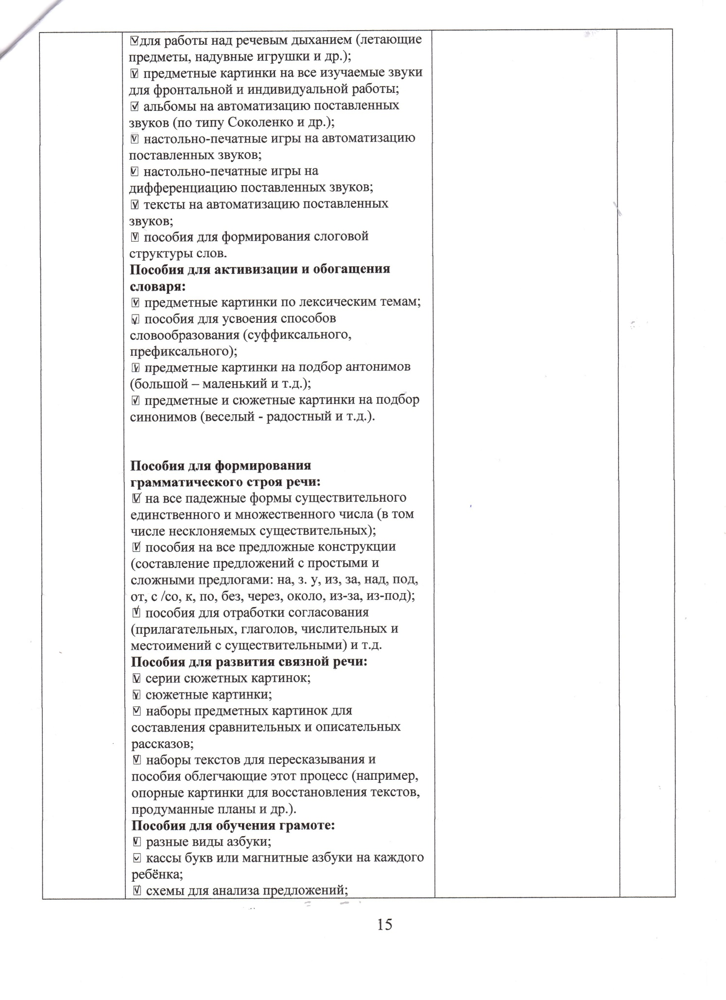 ☑для работы над речевым дыханием (летающие
предметы, надувные игрушки и др.);
☑ предметные картинки на все изучаемые звуки
для фронтальной и индивидуальной работы;
☑ альбомы на автоматизацию поставленных
звуков (по типу Соколенко и др.);
☑ настольно-печатные игры на автоматизацию
поставленных звуков;
☑ настольно-печатные игры на
дифференциацию поставленных звуков;
☑ тексты на автоматизацию поставленных
звуков;
☑ пособия для формирования слоговой
структуры слов.
Пособия для активизации и обогащения
словаря:
☑ предметные картинки по лексическим темам;
☑ пособия для усвоения способов
словообразования (суффиксального,
префиксального);
☑ предметные картинки на подбор антонимов
(большой – маленький и т.д.);
☑ предметные и сюжетные картинки на подбор
синонимов (веселый - радостный и т.д.).
Пособия для формирования
грамматического строя речи:
☑ на все падежные формы существительного
единственного и множественного числа (в том
числе несклоняемых существительных);
☑ пособия на все предложные конструкции
(составление предложений с простыми и
сложными предлогами: на, з. у, из, за, над, под,
от, с /со, к, по, без, через, около, из-за, из-под);
☑ пособия для отработки согласования
(прилагательных, глаголов, числительных и
местоимений с существительными) и т.д.
Пособия для развития связной речи:
☑ серии сюжетных картинок;
☑ сюжетные картинки;
☑ наборы предметных картинок для
составления сравнительных и описательных
рассказов;
☑ наборы текстов для пересказывания и
пособия облегчающие этот процесс (например,
опорные картинки для восстановления текстов,
продуманные планы и др.).
Пособия для обучения грамоте:
☑ разные виды азбуки;
☑ кассы букв или магнитные азбуки на каждого
ребёнка;
☑ схемы для анализа предложений;
15